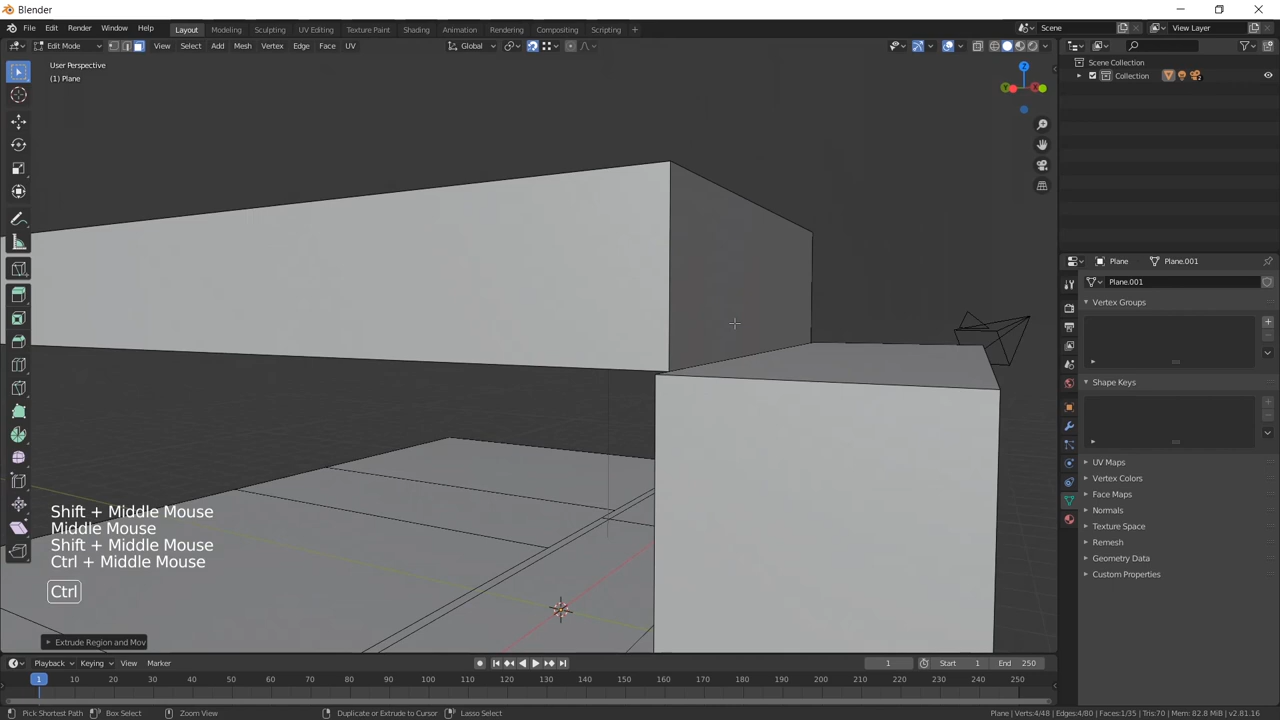 Blender
File Edit Render Window Help
Layout Modeling Sculpting UV Editing Texture Paint Shading Animation Rendering Compositing Scripting +
Scene View Layer
Edit Mode View Select Add Mesh Vertex Edge Face UV Global
User Perspective
(1) Plane
Z
Scene Collection
Collection
Plane Plane.001
Plane.001
Vertex Groups
Shape Keys
UV Maps
Vertex Colors
Face Maps
Normals
Texture Space
Remesh
Geometry Data
Custom Properties
Shift + Middle Mouse
Middle Mouse
Shift + Middle Mouse
Ctrl + Middle Mouse
Ctrl
Extrude Region and Mov
Playback Keying View Marker 1 Start 1 End 250
1 10 20 30 40 50 60 70 80 90 100 110 120 130 140 150 160 170 180 190 200 210 220 230 240 250
Pick Shortest Path Box Select Zoom View Duplicate or Extrude to Cursor Lasso Select Plane | Verts:4/48 | Edges:4/80 | Faces:1/35 | Tris:70 | Mem: 82.8 MiB | v2.81.16